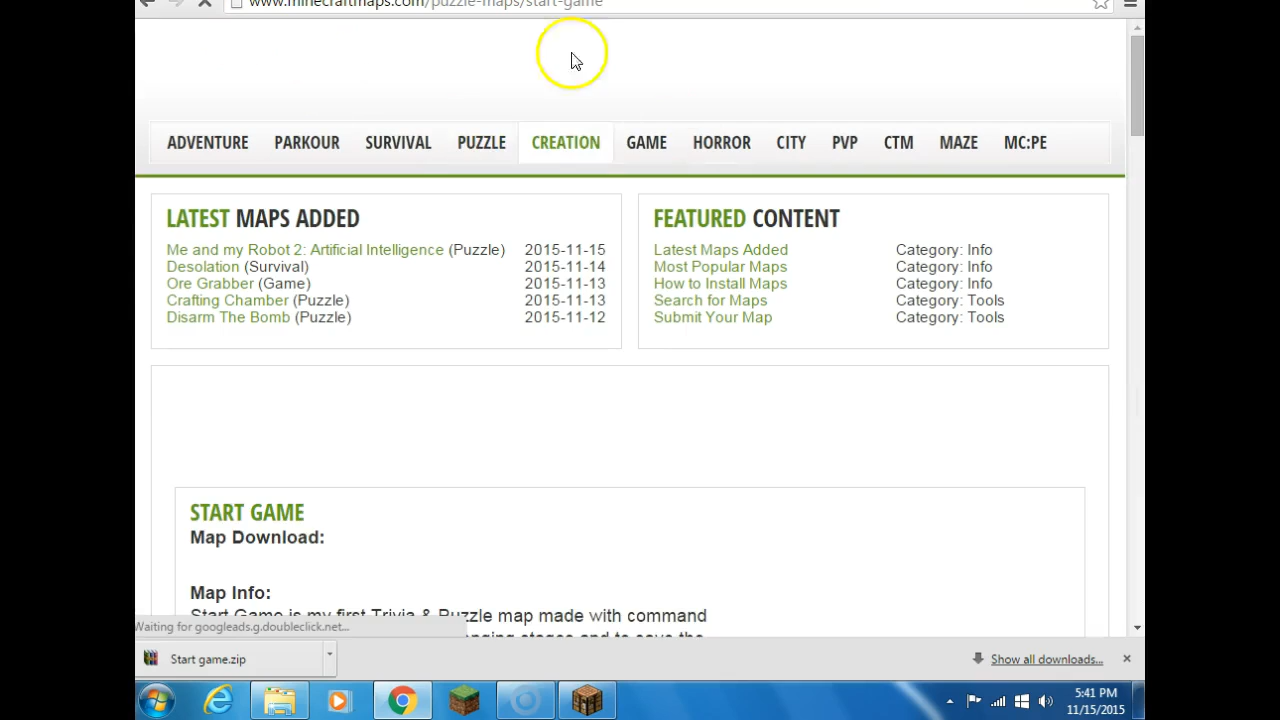 www.minecraftmaps.com/puzzle-maps/start-game
ADVENTURE PARKOUR SURVIVAL PUZZLE CREATION GAME HORROR CITY PVP CTM MAZE MC:PE
LATEST MAPS ADDED
Me and my Robot 2: Artificial Intelligence (Puzzle) 2015-11-15
Desolation (Survival) 2015-11-14
Ore Grabber (Game) 2015-11-13
Crafting Chamber (Puzzle) 2015-11-13
Disarm The Bomb (Puzzle) 2015-11-12
FEATURED CONTENT
Latest Maps Added Category: Info
Most Popular Maps Category: Info
How to Install Maps Category: Info
Search for Maps Category: Tools
Submit Your Map Category: Tools
START GAME
Map Download:
Map Info:
Start Game is my first Trivia & Puzzle map made with command
stages and to save the
Waiting for googleads.g.doubleclick.net...
Start game.zip
Show all downloads...
5:41 PM
11/15/2015